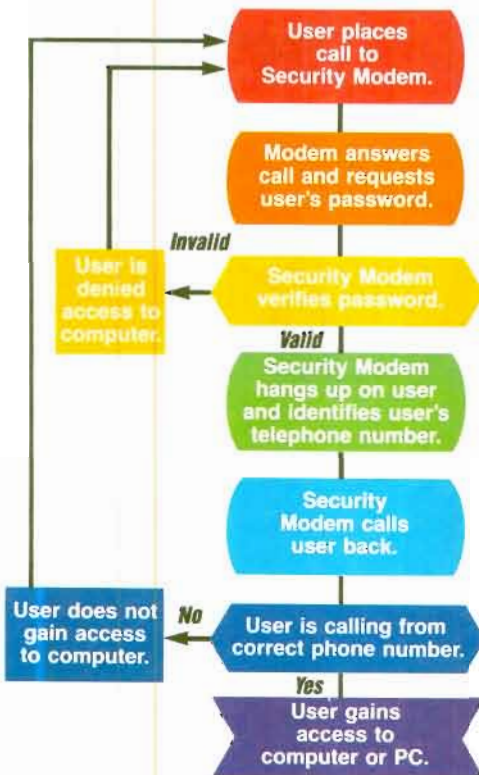 User places
call to
Security Modem.
Modem answers
call and requests
user's password.
Invalid
User is
denied
access to
computer.
Security Modem
verifies password.
Valid
Security Modem
hangs up on user
and identifies user's
telephone number.
Security
Modem calls
user back.
User does not
gain access
to computer.
No
User is calling from
correct phone number.
Yes
User gains
access to
computer or PC.